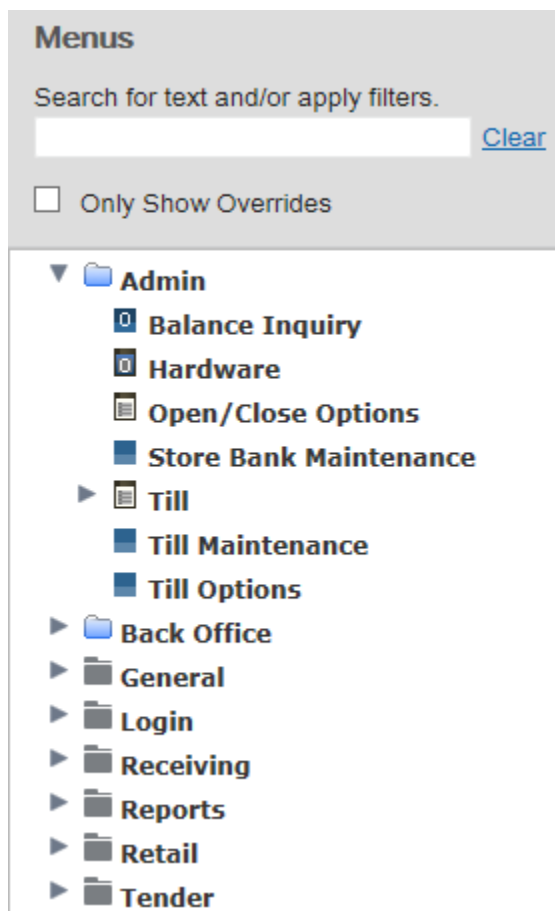 Menus
Search for text and/or apply filters.
Clear
Only Show Overrides
Admin
Balance Inquiry
Hardware
Open/Close Options
Store Bank Maintenance
Till
Till Maintenance
Till Options
Back Office
General
Login
Receiving
Reports
Retail
Tender